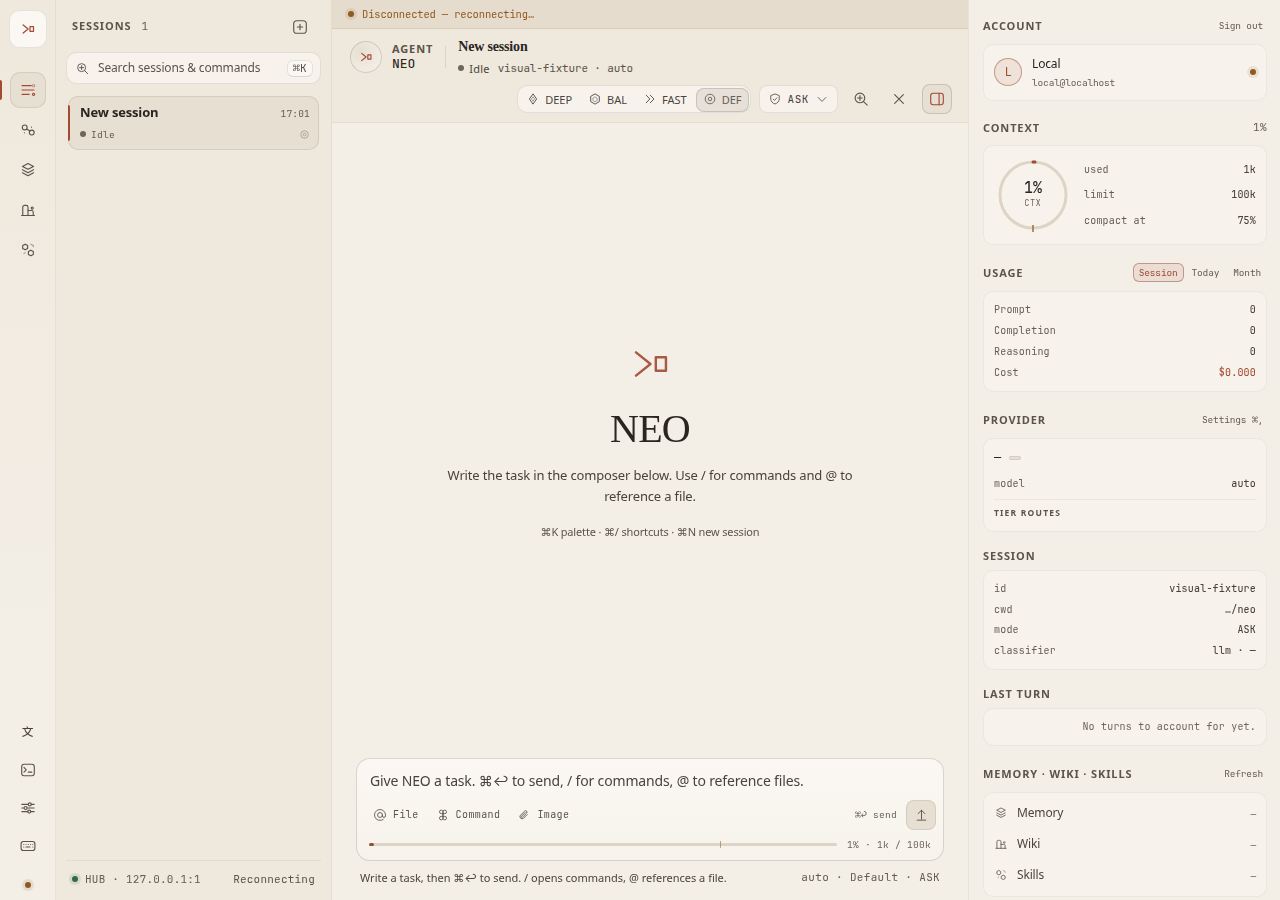 SESSIONS 1
Search sessions & commands ⌘K
New session 17:01
Idle
文
HUB · 127.0.0.1:1 Reconnecting
Disconnected — reconnecting…
AGENT
NEO
New session
Idle visual-fixture · auto
DEEP BAL FAST DEF ASK
NEO
Write the task in the composer below. Use / for commands and @ to
reference a file.
⌘K palette · ⌘/ shortcuts · ⌘N new session
Give NEO a task. ⌘↩ to send, / for commands, @ to reference files.
File Command Image ⌘↩ send
1% · 1k / 100k
Write a task, then ⌘↩ to send. / opens commands, @ references a file. auto · Default · ASK
ACCOUNT Sign out
L
Local
local@localhost
CONTEXT 1%
1%
CTX
used 1k
limit 100k
compact at 75%
USAGE Session Today Month
Prompt 0
Completion 0
Reasoning 0
Cost $0.000
PROVIDER Settings ⌘,
—
model auto
TIER ROUTES
SESSION
id visual-fixture
cwd …/neo
mode ASK
classifier llm · —
LAST TURN
No turns to account for yet.
MEMORY · WIKI · SKILLS Refresh
Memory —
Wiki —
Skills —